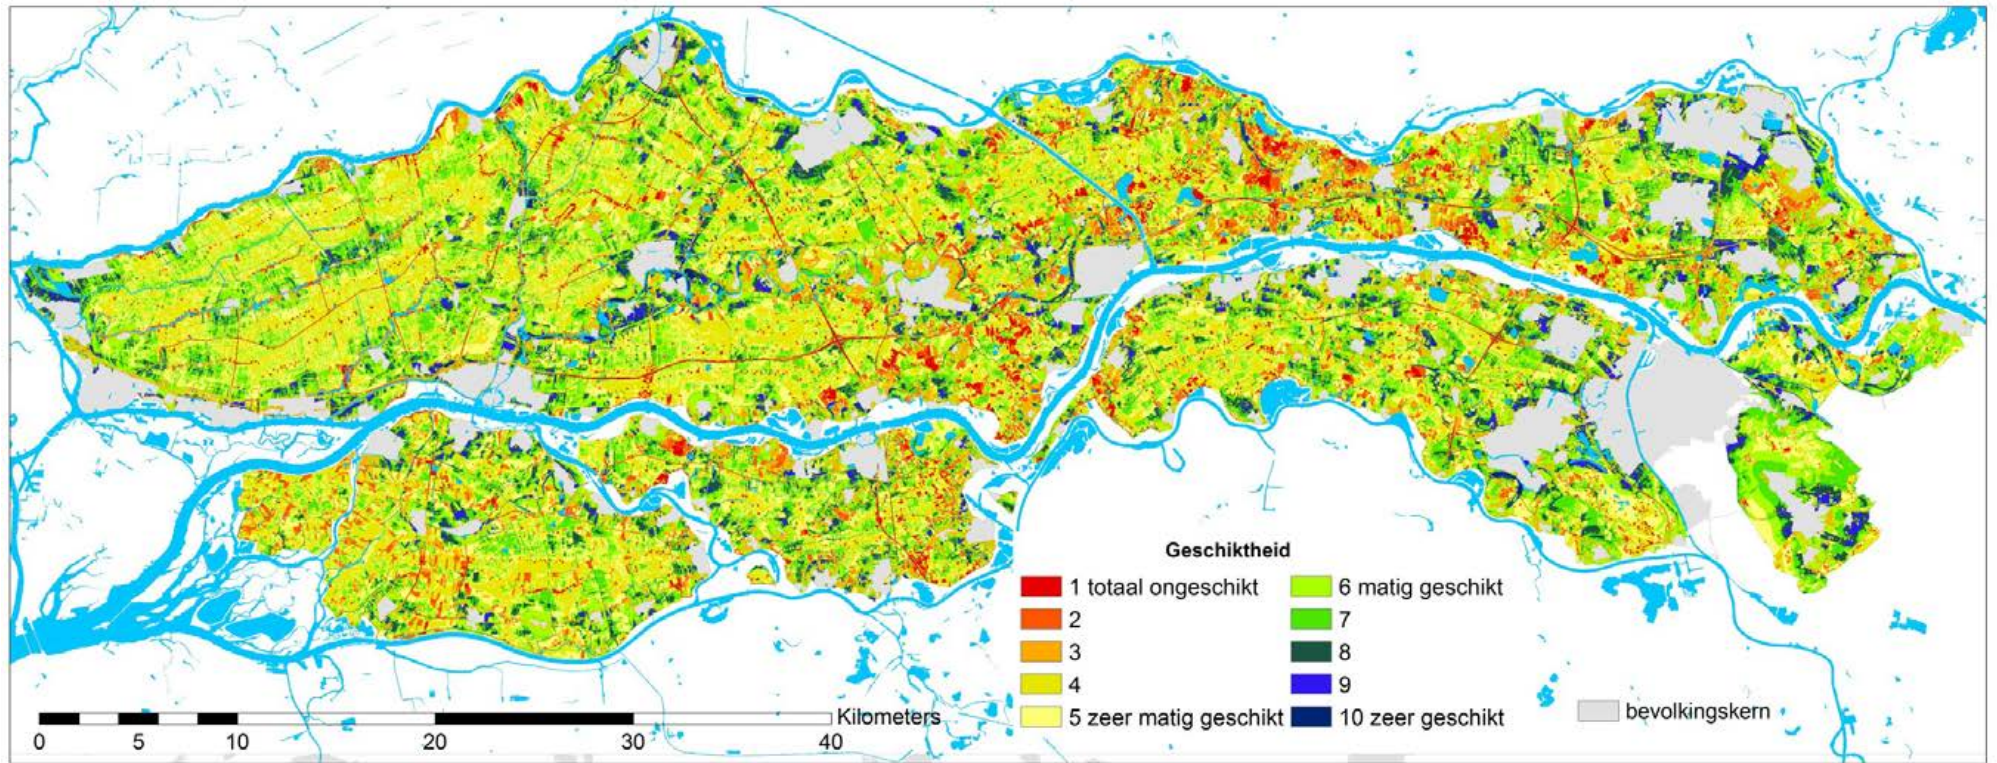 Geschiktheid
1 totaal ongeschikt
2
3
4
5 zeer matig geschikt
6 matig geschikt
7
8
9
10 zeer geschikt
bevolkingskern
Kilometers
0 5 10 20 30 40